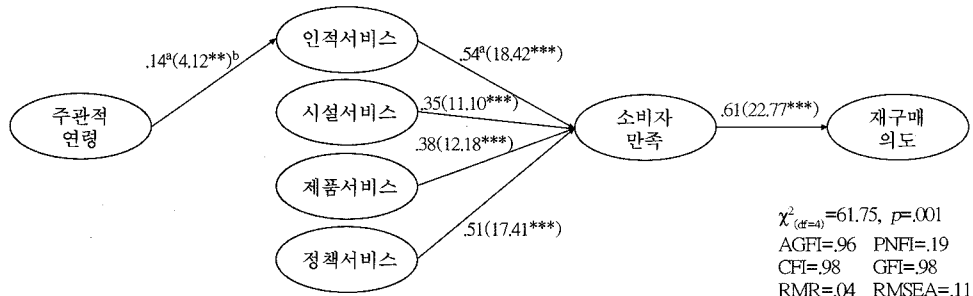 인적서비스
.14ᵃ(4.12**)ᵇ
.54ᵃ(18.42***)
주관적
연령
시설서비스
.35(11.10***)
소비자
만족
.61(22.77***)
재구매
의도
.38(12.18***)
제품서비스
.51(17.41***)
정책서비스
χ²(df=4)=61.75, p=.001
AGFI=.96 PNFI=.19
CFI=.98 GFI=.98
RMR=.04 RMSEA=.11